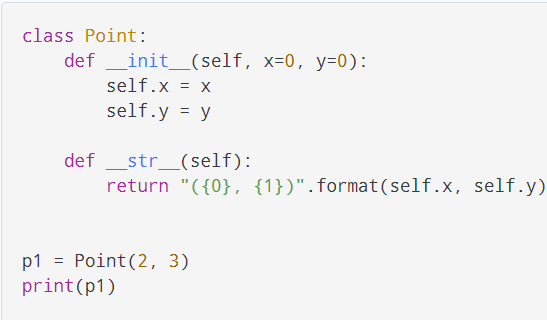 class Point:
    def __init__(self, x=0, y=0):
        self.x = x
        self.y = y
    def __str__(self):
        return "({0}, {1})".format(self.x, self.y)
p1 = Point(2, 3)
print(p1)